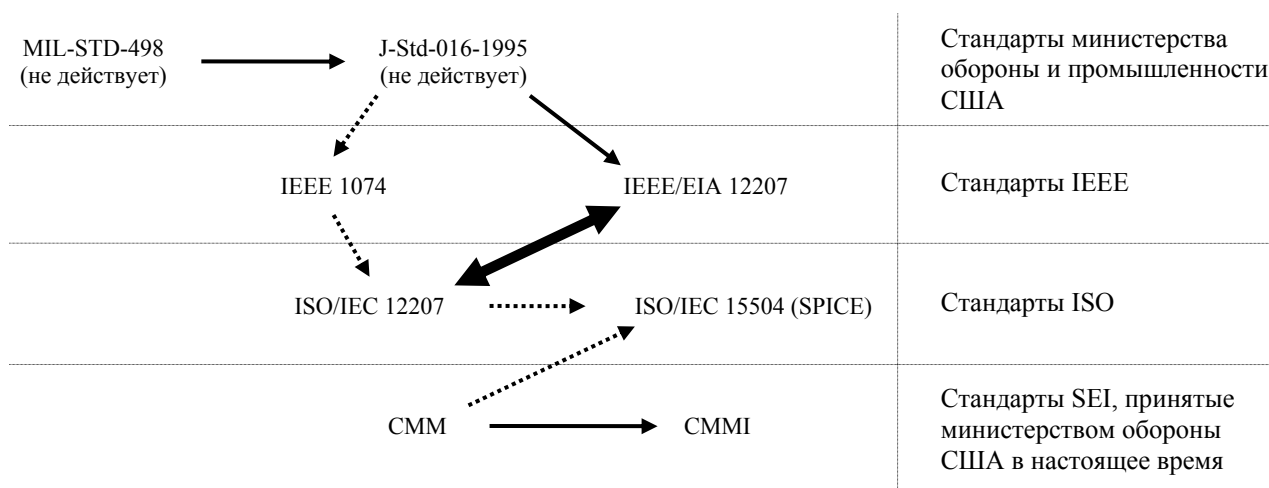 MIL-STD-498
(не действует)
J-Std-016-1995
(не действует)
Стандарты министерства
обороны и промышленности
США
IEEE 1074
IEEE/EIA 12207
Стандарты IEEE
ISO/IEC 12207
ISO/IEC 15504 (SPICE)
Стандарты ISO
CMM
CMMI
Стандарты SEI, принятые
министерством обороны
США в настоящее время